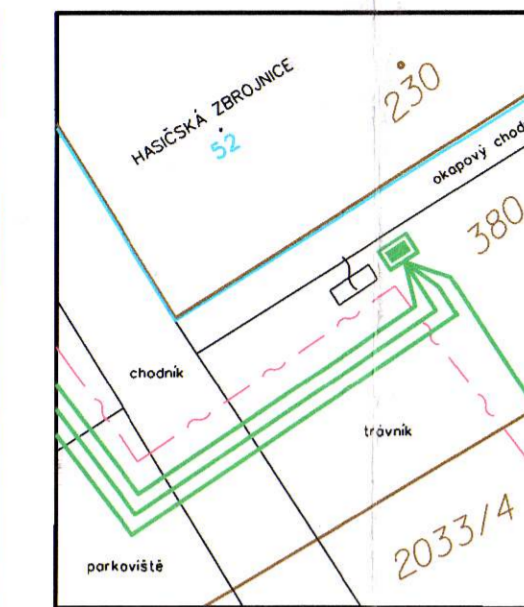 HASIČSKÁ ZBROJNICE
52
230
okapový chod
380
chodník
trávník
2033/4
parkoviště